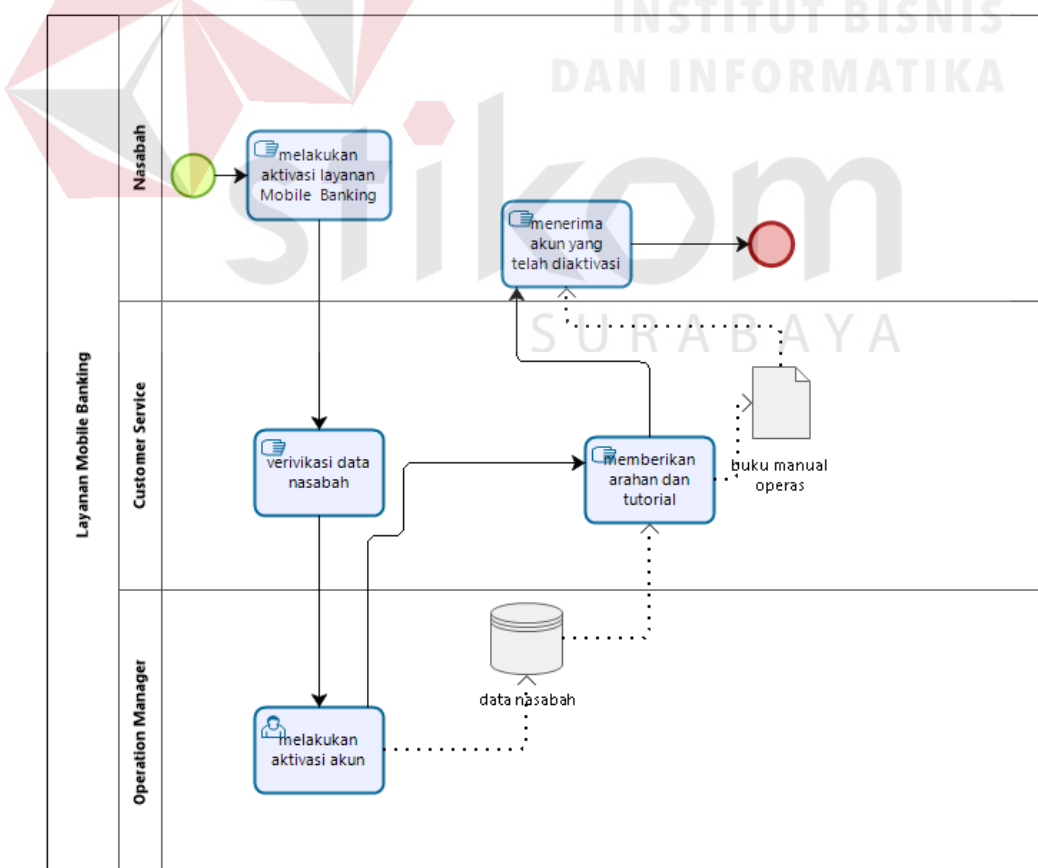 INSTITUT BISNIS
DAN INFORMATIKA
stikom
SURABAYA
Layanan Mobile Banking
Nasabah
melakukan
aktivasi layanan
Mobile Banking
menerima
akun yang
telah diaktivasi
Customer Service
verivikasi data
nasabah
memberikan
arahan dan
tutorial
buku manual
operas
Operation Manager
data nasabah
melakukan
aktivasi akun